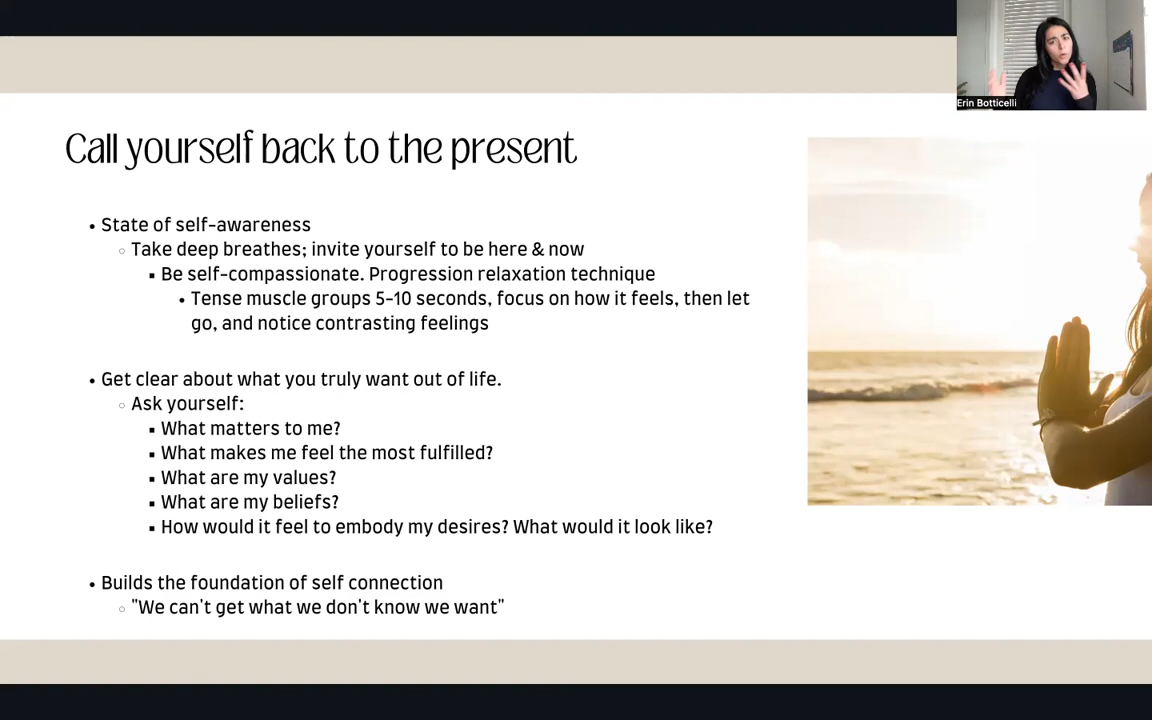 Erin Botticelli
Call yourself back to the present
• State of self-awareness
○ Take deep breathes; invite yourself to be here & now
▪ Be self-compassionate. Progression relaxation technique
• Tense muscle groups 5-10 seconds, focus on how it feels, then let
go, and notice contrasting feelings
• Get clear about what you truly want out of life.
○ Ask yourself:
▪ What matters to me?
▪ What makes me feel the most fulfilled?
▪ What are my values?
▪ What are my beliefs?
▪ How would it feel to embody my desires? What would it look like?
• Builds the foundation of self connection
○ "We can't get what we don't know we want"